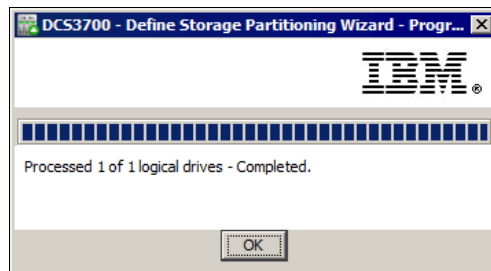 DCS3700 - Define Storage Partitioning Wizard - Progr...
IBM®
Processed 1 of 1 logical drives - Completed.
OK